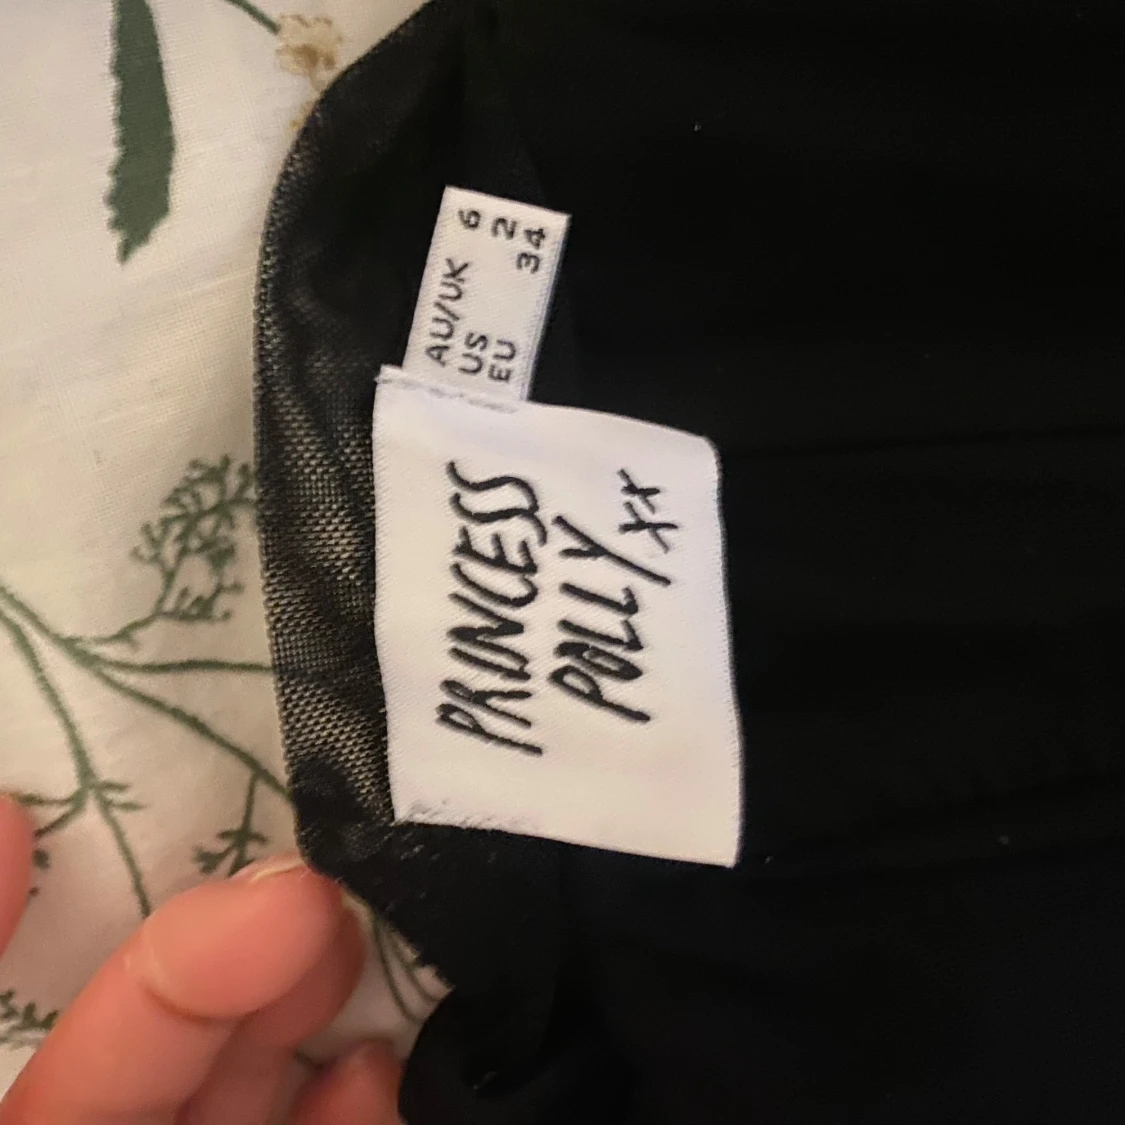 AU/UK 6
US 2
EU 34
PRINCESS
POLLY
xx